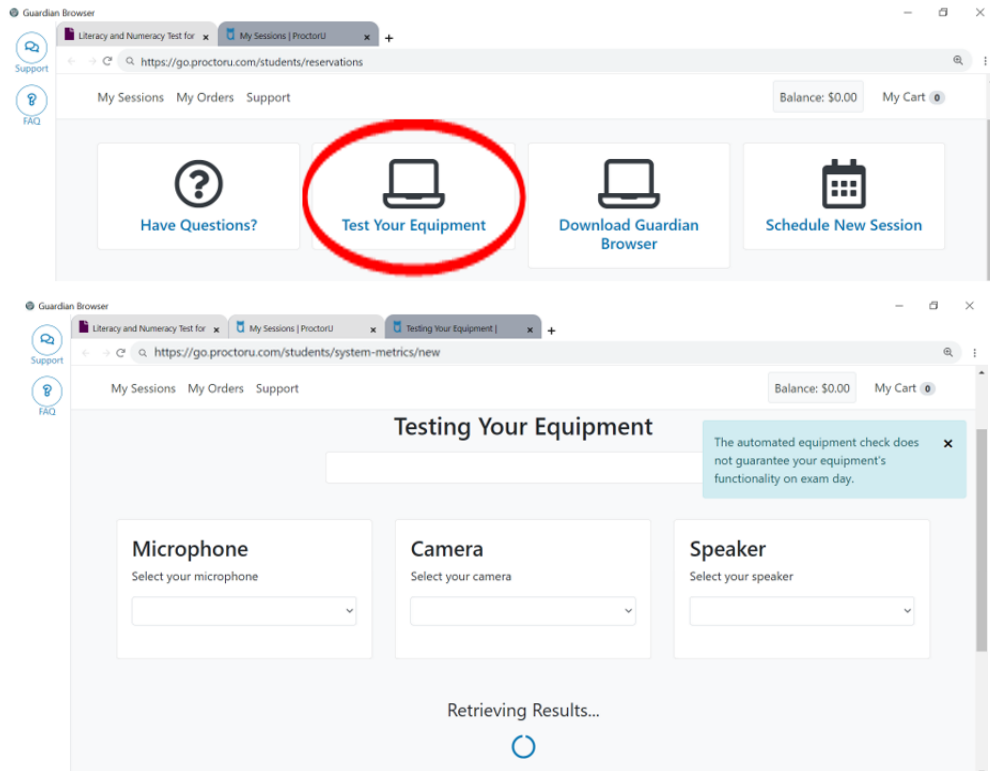 Guardian Browser
Literacy and Numeracy Test for x My Sessions | ProctorU x +
Support
https://go.proctoru.com/students/reservations
FAQ
My Sessions My Orders Support Balance: $0.00 My Cart 0
Have Questions?
Test Your Equipment
Download Guardian
Browser
Schedule New Session
Guardian Browser
Literacy and Numeracy Test for x My Sessions | ProctorU x Testing Your Equipment | x +
Support
https://go.proctoru.com/students/system-metrics/new
FAQ
My Sessions My Orders Support Balance: $0.00 My Cart 0
Testing Your Equipment
The automated equipment check does
not guarantee your equipment's
functionality on exam day.
x
Microphone
Select your microphone
Camera
Select your camera
Speaker
Select your speaker
Retrieving Results...